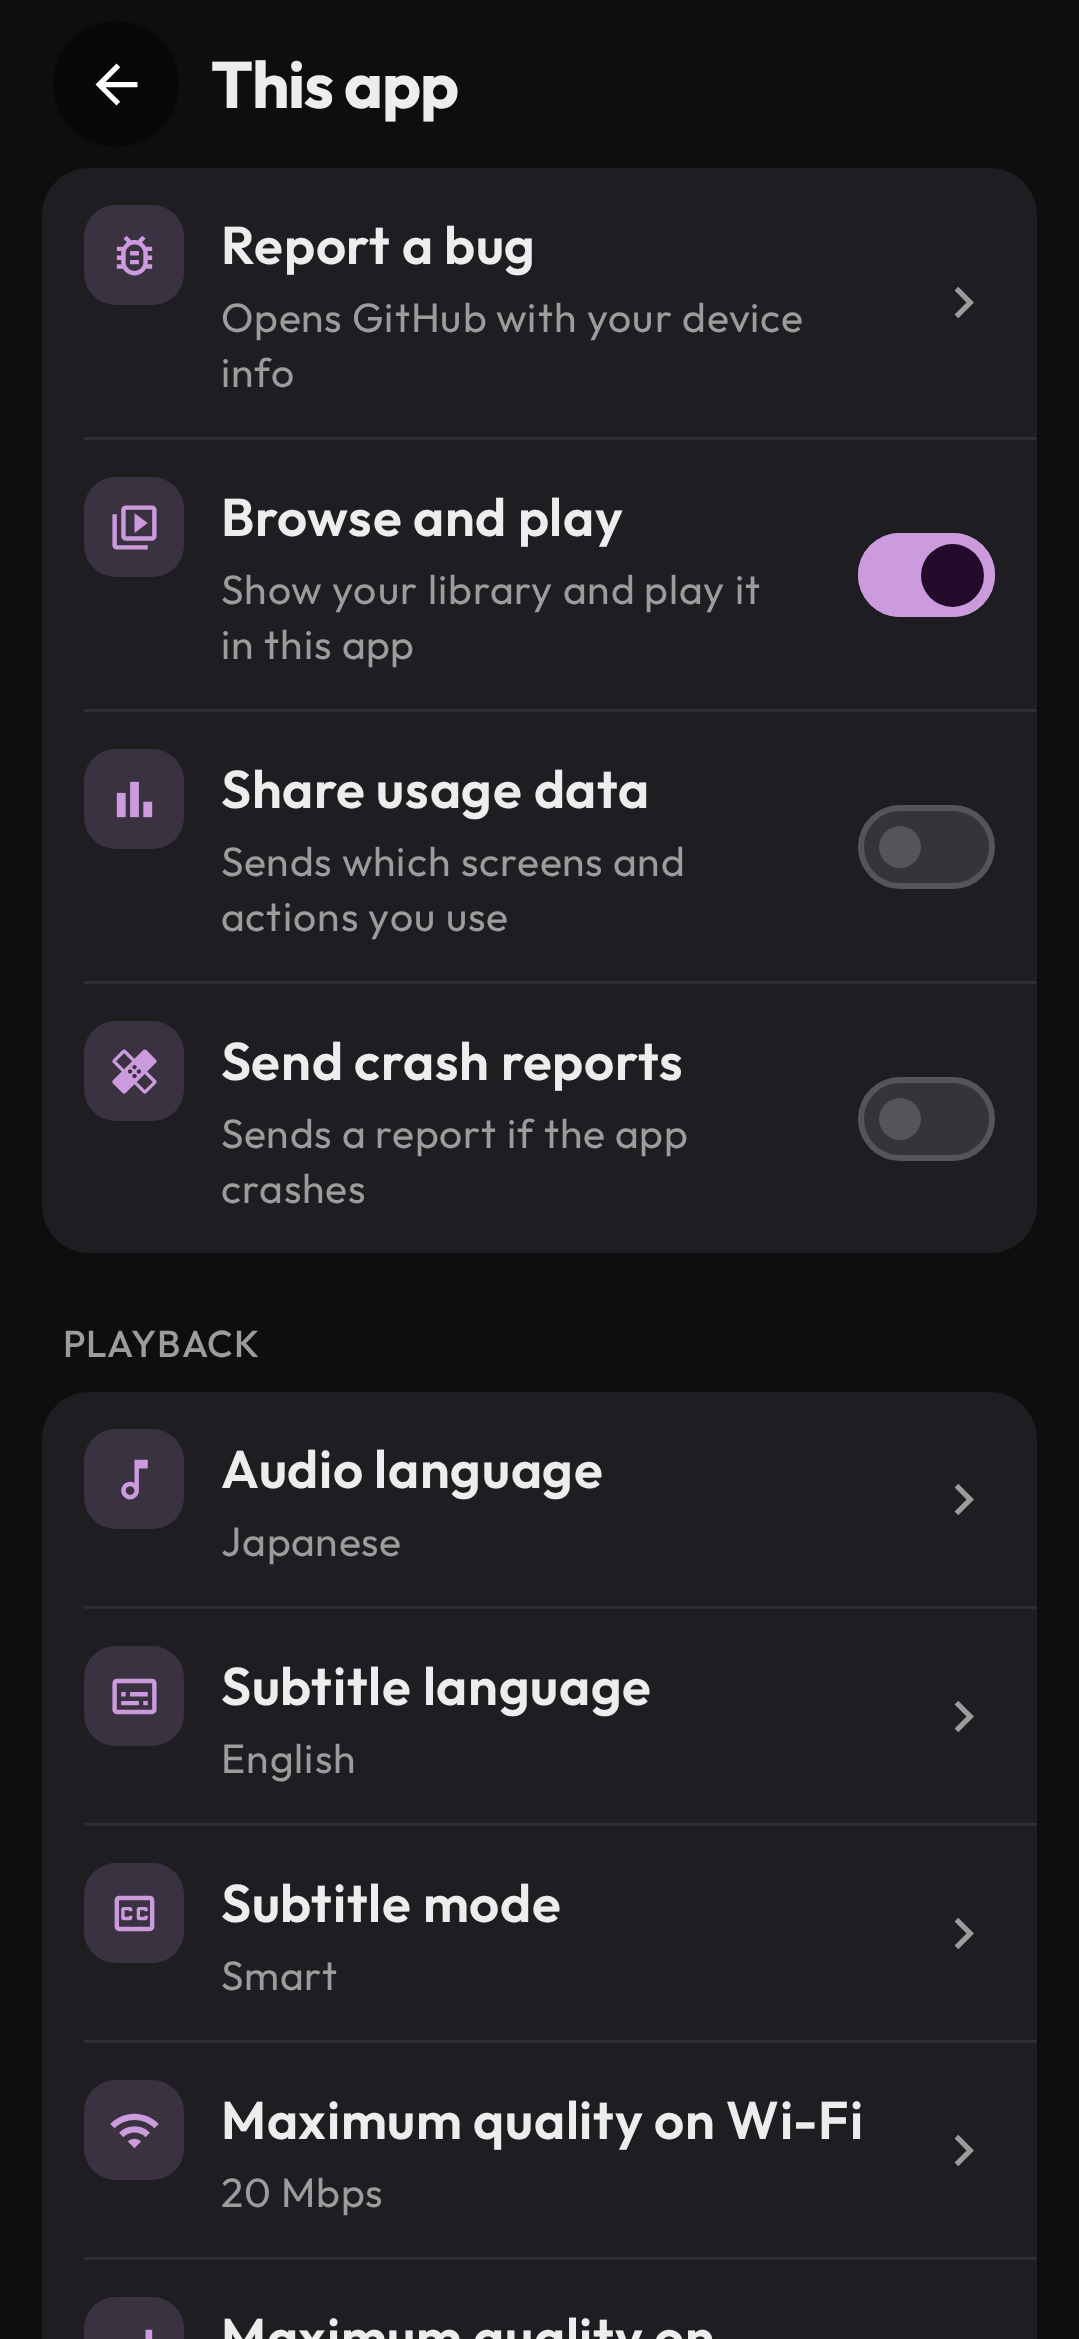 This app
Report a bug
Opens GitHub with your device
info
Browse and play
Show your library and play it
in this app
Share usage data
Sends which screens and
actions you use
Send crash reports
Sends a report if the app
crashes
PLAYBACK
Audio language
Japanese
Subtitle language
English
Subtitle mode
Smart
Maximum quality on Wi-Fi
20 Mbps
Maximum quality on